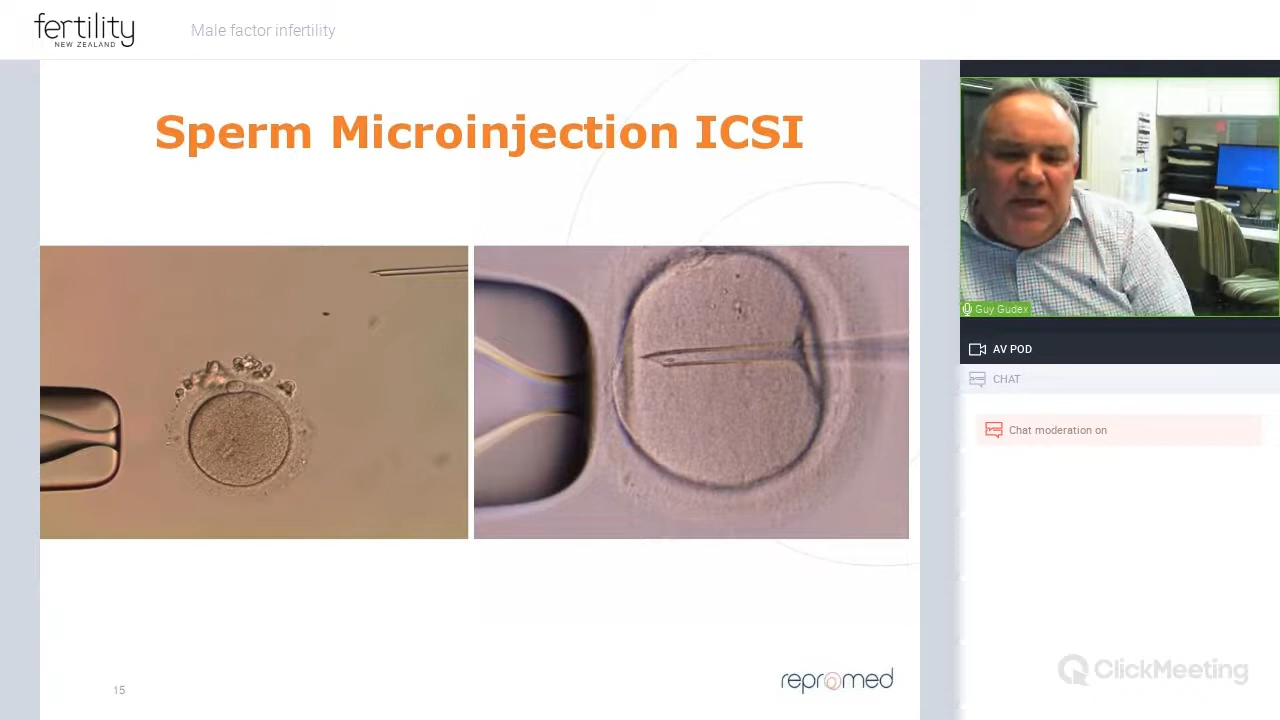 fertility
NEW ZEALAND
Male factor infertility
Sperm Microinjection ICSI
Guy Gudex
AV POD
CHAT
Chat moderation on
15
repromed
ClickMeeting